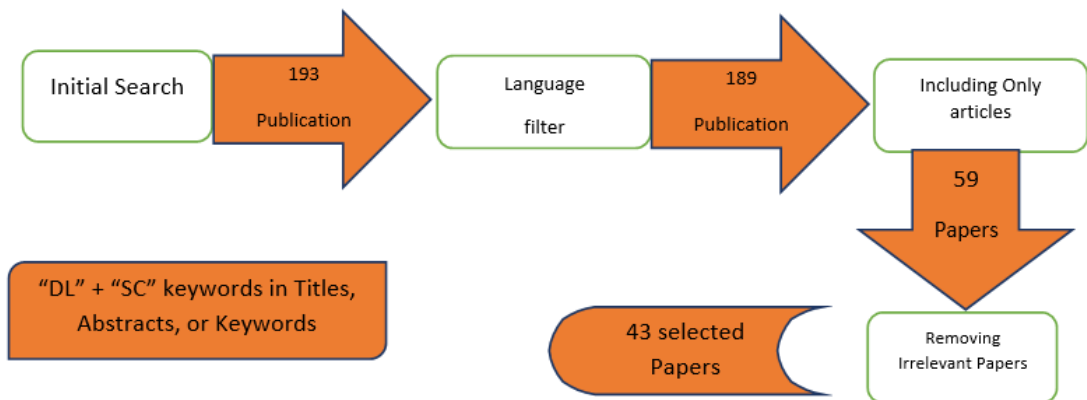 Initial Search
193
Publication
Language
filter
189
Publication
Including Only
articles
59
Papers
“DL” + “SC” keywords in Titles,
Abstracts, or Keywords
43 selected
Papers
Removing
Irrelevant Papers